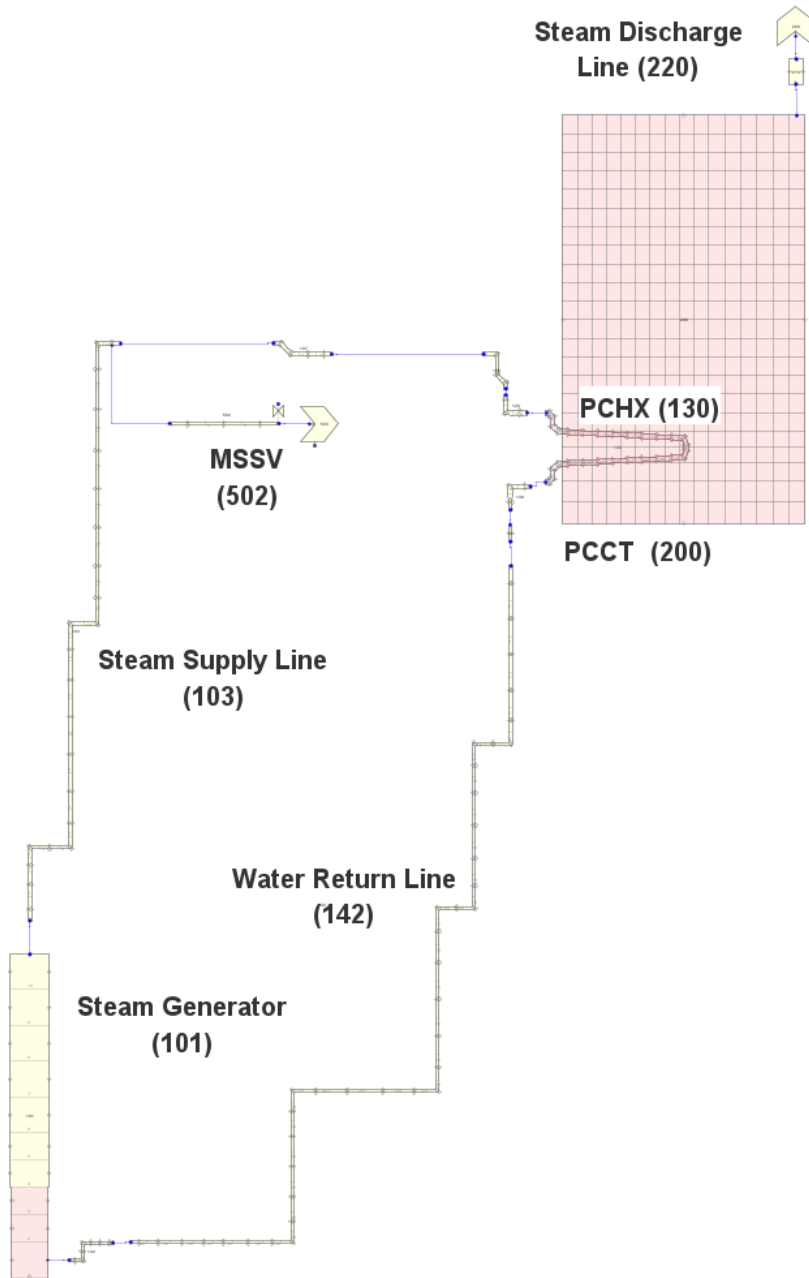 Steam Discharge
Line (220)
PCHX (130)
MSSV
(502)
PCCT (200)
Steam Supply Line
(103)
Water Return Line
(142)
Steam Generator
(101)